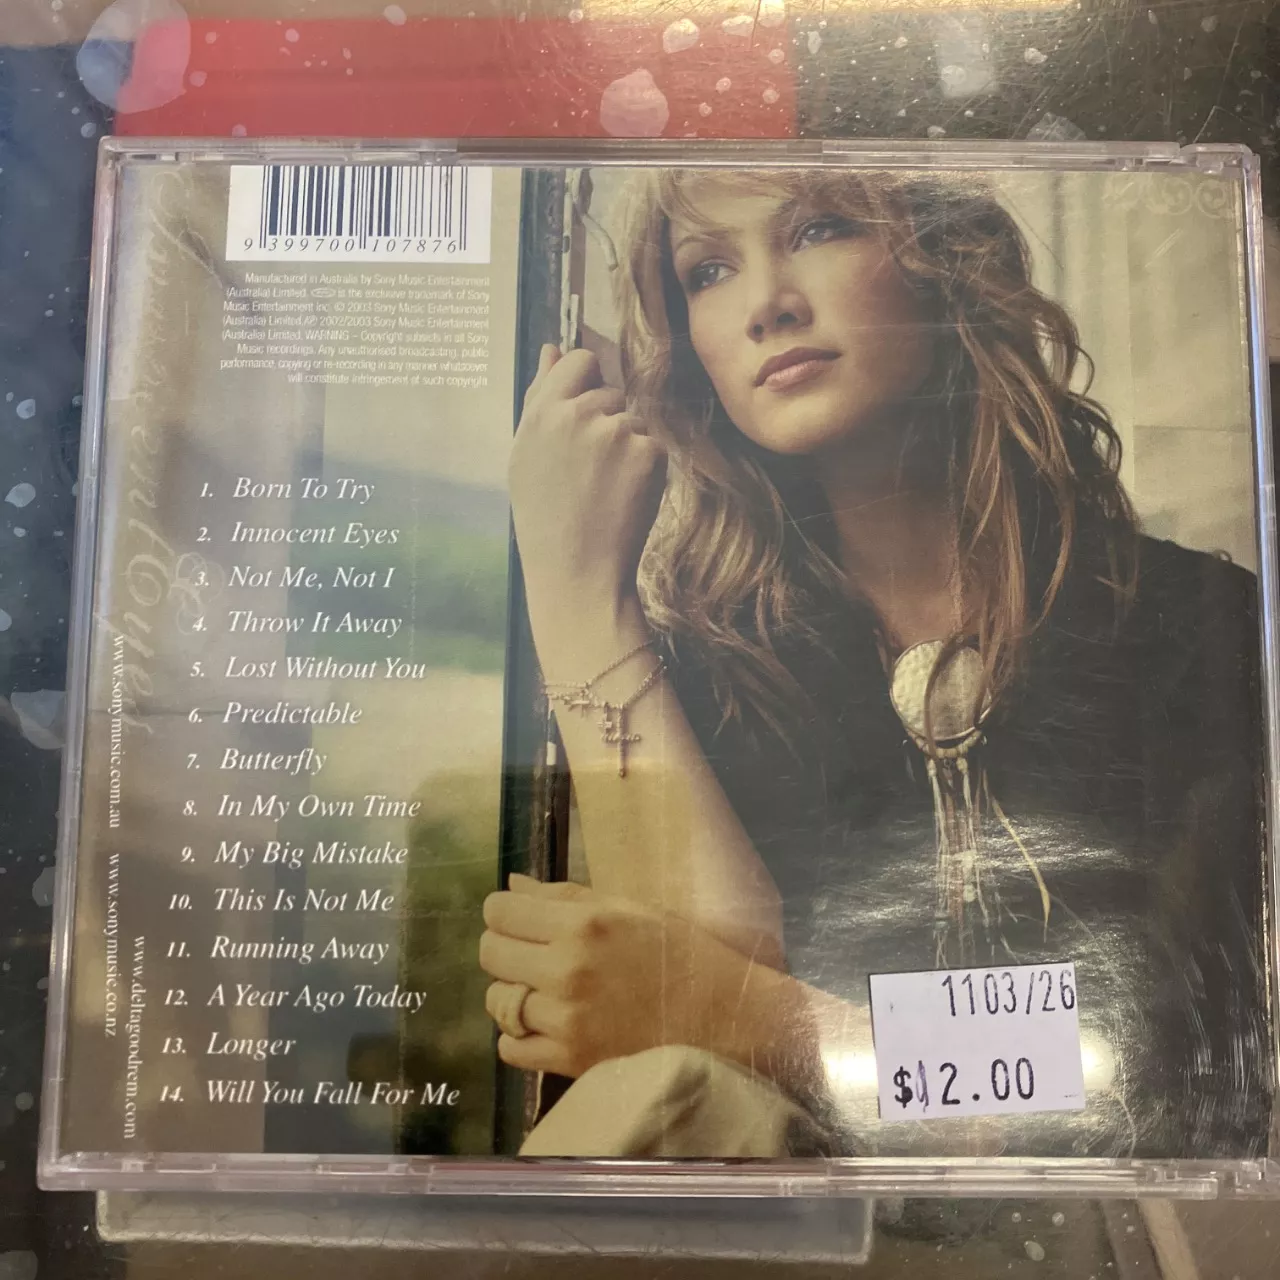 9 399700 107876
Manufactured in Australia by Sony Music Entertainment
(Australia) Limited. is the exclusive trademark of Sony
Music Entertainment Inc. © 2003 Sony Music Entertainment
(Australia) Limited ℗ 2002/2003 Sony Music Entertainment
(Australia) Limited. WARNING – Copyright subsists in all Sony
Music recordings. Any unauthorised broadcasting, public
performance, copying or re-recording in any manner whatsoever
will constitute infringement of such copyright
1. Born To Try
2. Innocent Eyes
3. Not Me, Not I
4. Throw It Away
5. Lost Without You
6. Predictable
7. Butterfly
8. In My Own Time
9. My Big Mistake
10. This Is Not Me
11. Running Away
12. A Year Ago Today
13. Longer
14. Will You Fall For Me
www.sonymusic.com.au www.sonymusic.co.nz
www.deltagoodrem.com
1103/26
$12.00